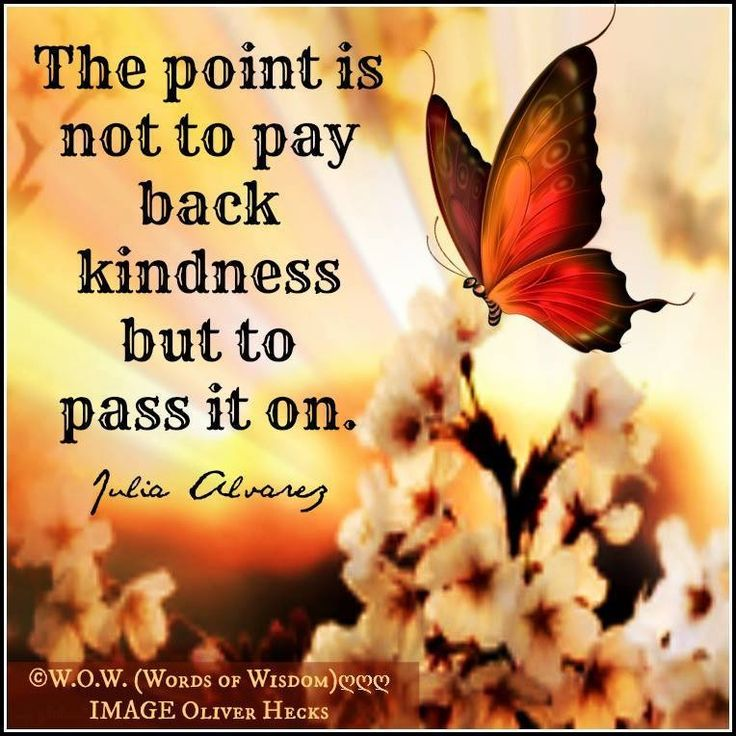 The point is
not to pay
back
kindness
but to
pass it on.
Julia Alvarez
©W.O.W. (Words of Wisdom)ღღღ
IMAGE Oliver Hecks